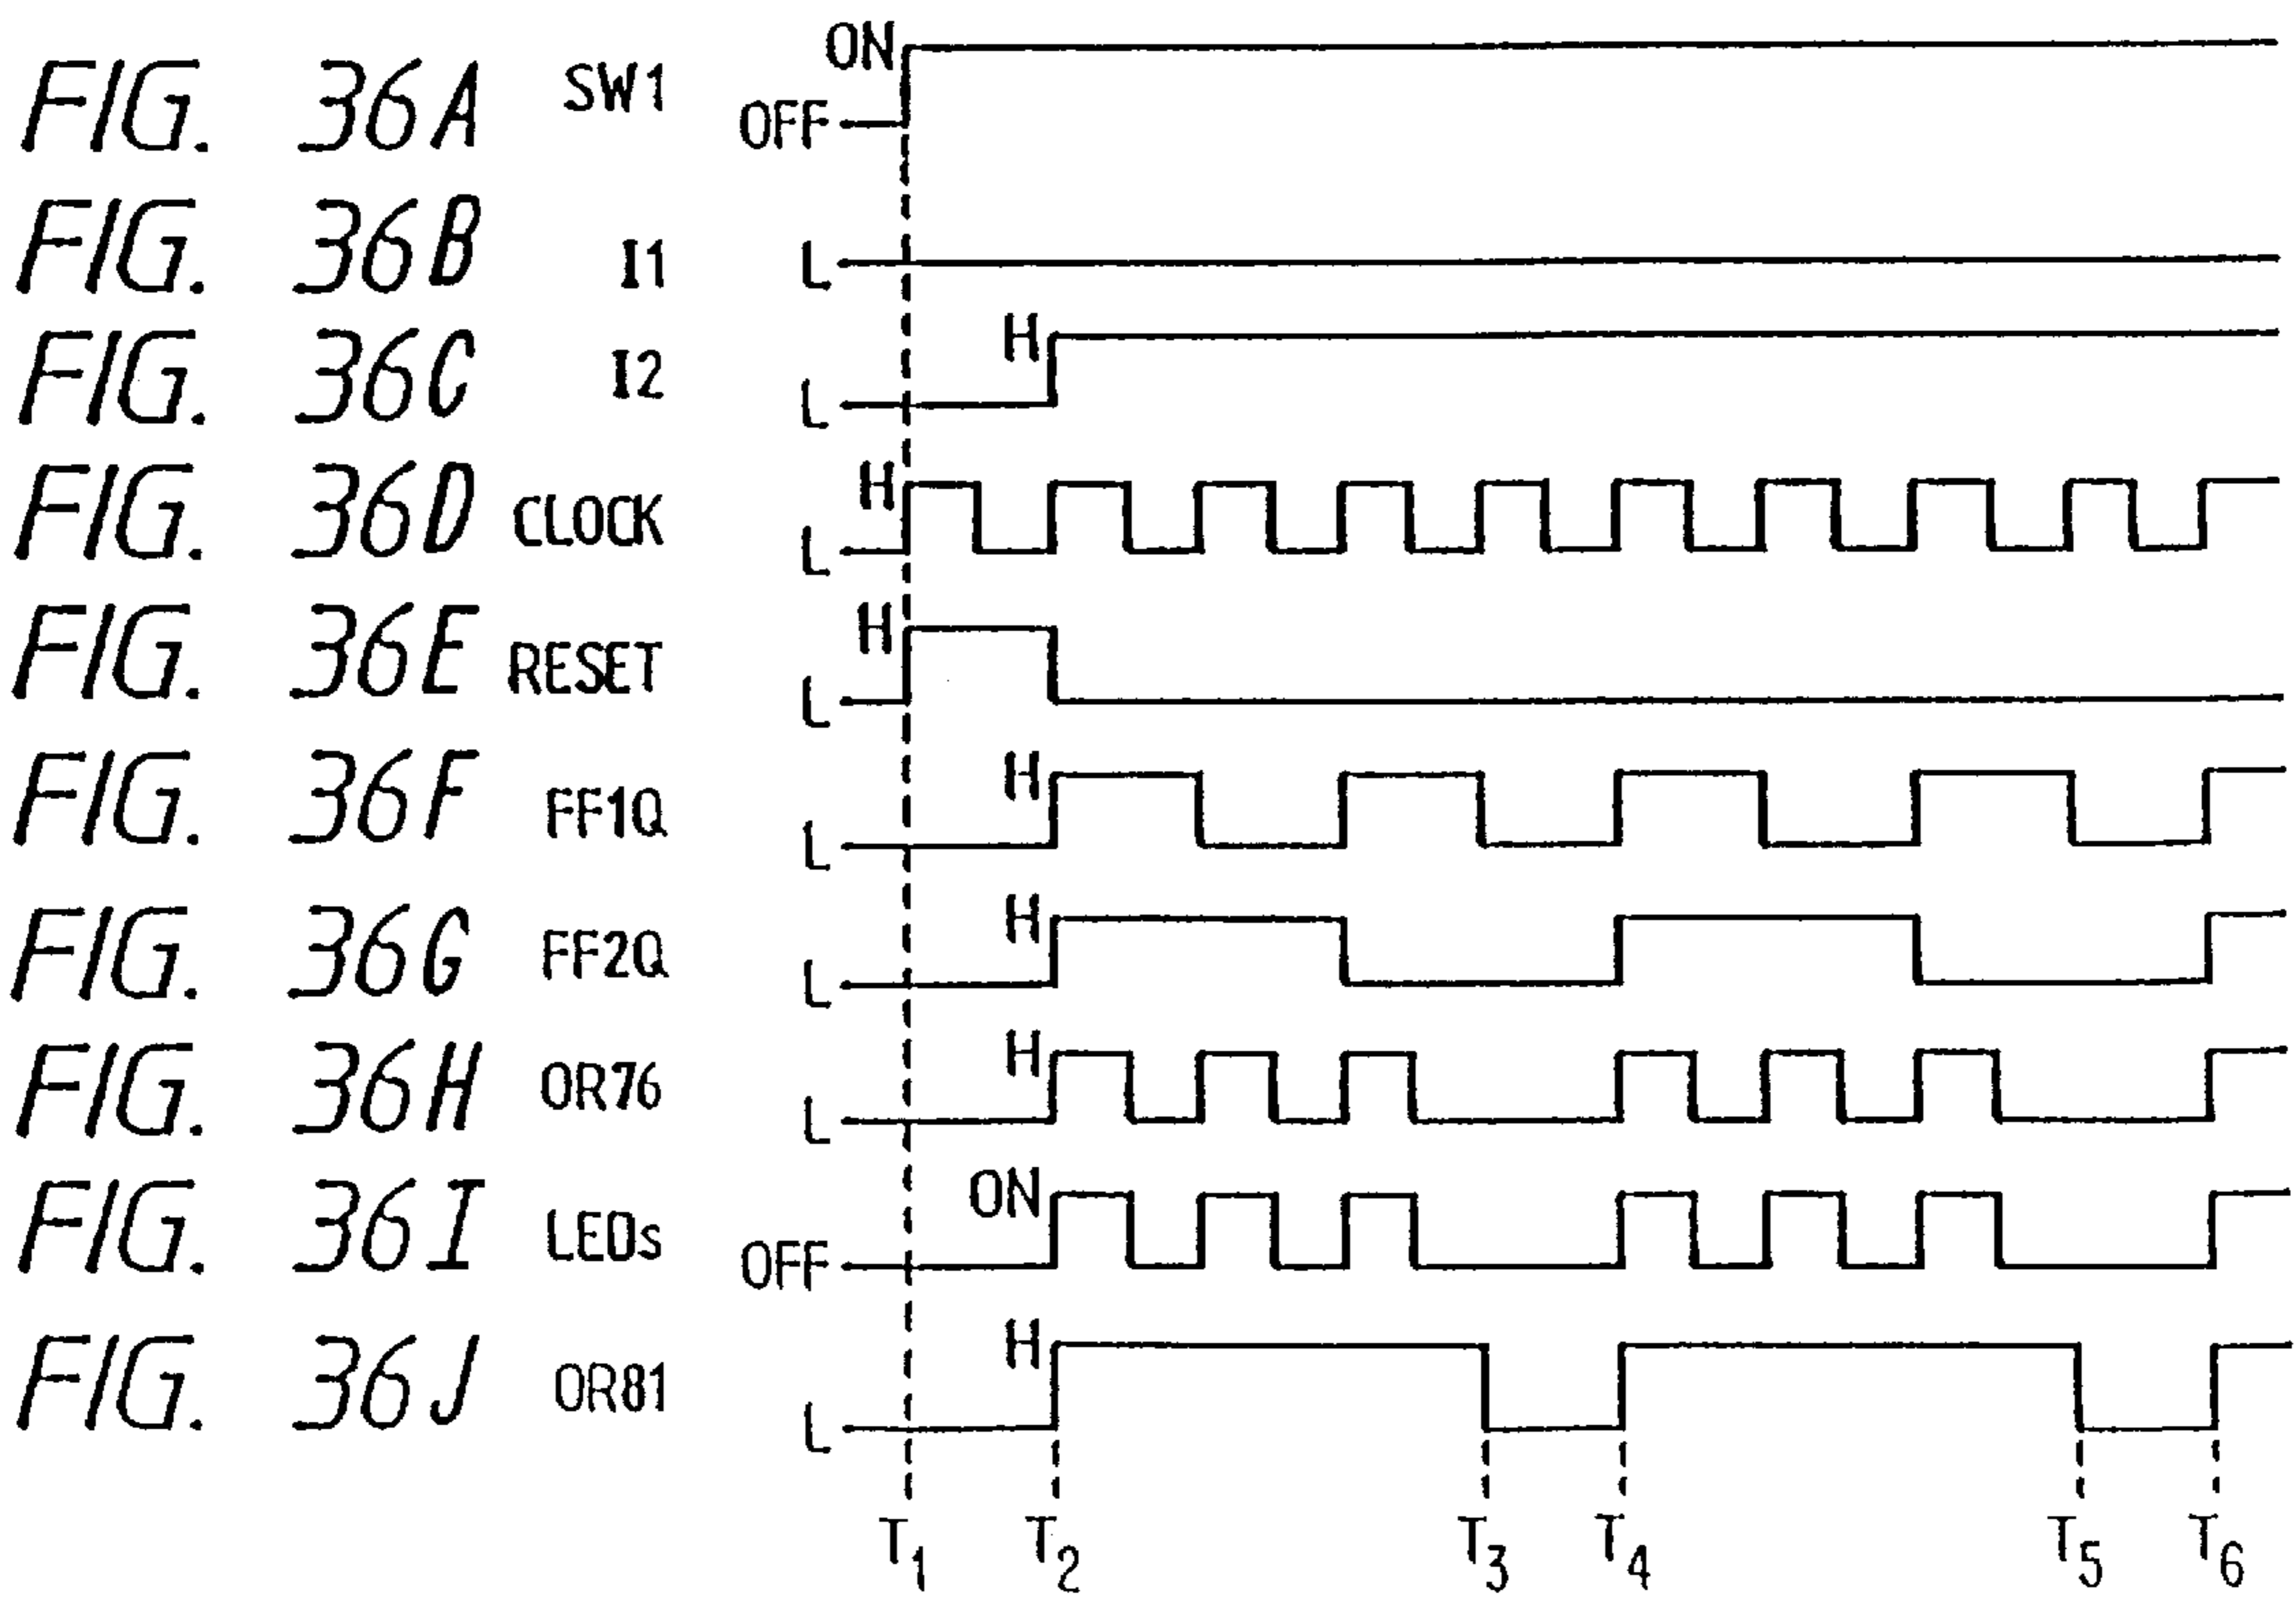 FIG. 36A SW1 ON OFF
FIG. 36B I1 L
FIG. 36C I2 H L
FIG. 36D CLOCK H L
FIG. 36E RESET H L
FIG. 36F FF1Q H L
FIG. 36G FF2Q H L
FIG. 36H OR76 H L
FIG. 36I LEDs ON OFF
FIG. 36J OR81 H L
T1 T2 T3 T4 T5 T6